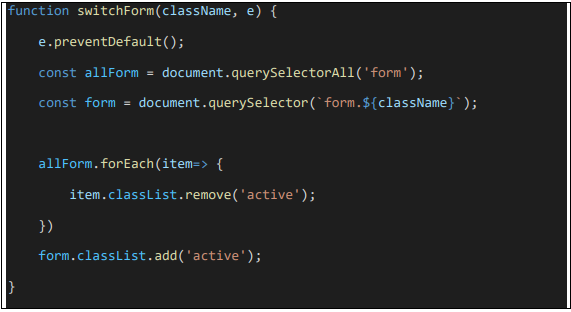 function switchForm(className, e) {
    e.preventDefault();
    const allForm = document.querySelectorAll('form');
    const form = document.querySelector(`form.${className}`);

    allForm.forEach(item=> {
        item.classList.remove('active');
    })
    form.classList.add('active');
}